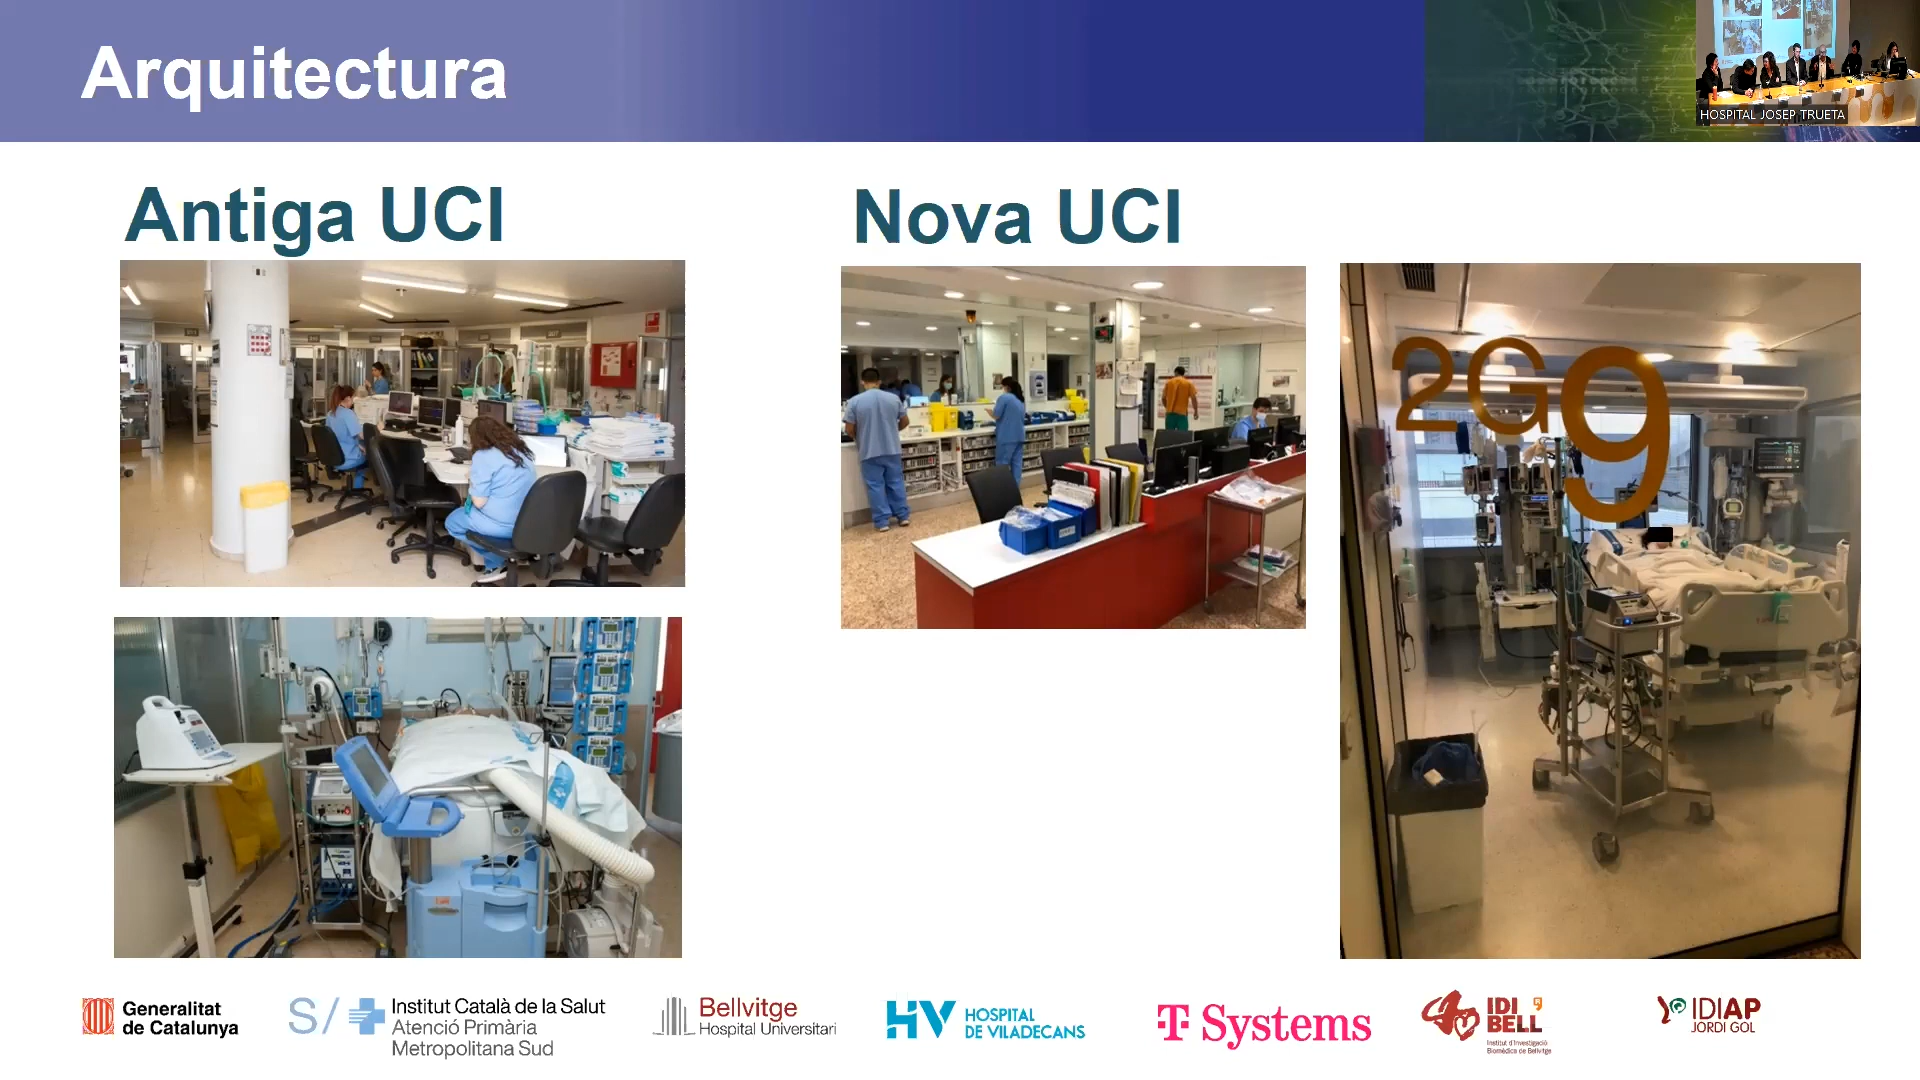 Arquitectura
HOSPITAL JOSEP TRUETA
Antiga UCI
Nova UCI
2G9
Generalitat
de Catalunya
S/
Institut Català de la Salut
Atenció Primària
Metropolitana Sud
Bellvitge
Hospital Universitari
HV HOSPITAL
DE VILADECANS
T Systems
IDI
BELL
Institut d'Investigació
Biomèdica de Bellvitge
IDIAP
JORDI GOL